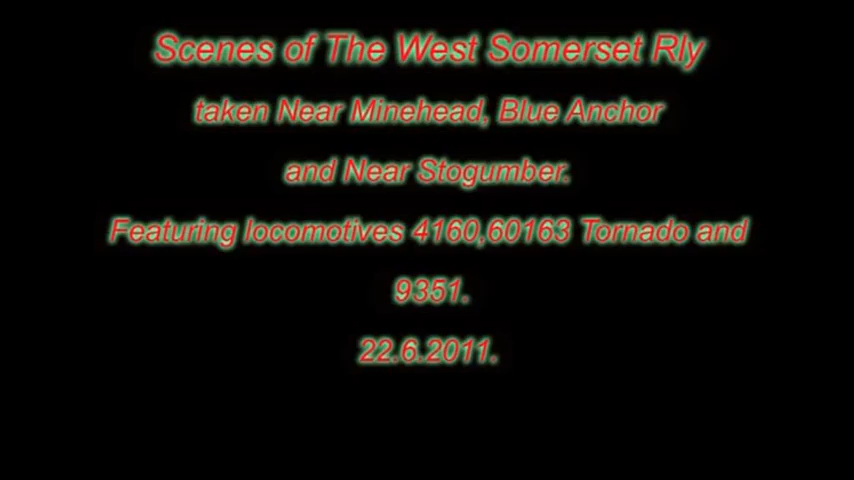 Scenes of The West Somerset Rly
taken Near Minehead, Blue Anchor
and Near Stogumber.
Featuring locomotives 4160,60163 Tornado and
9351.
22.6.2011.